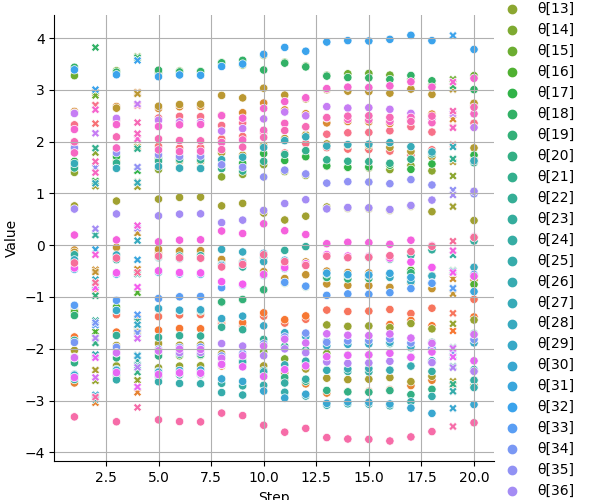 4
3
2
1
0
−1
−2
−3
−4
Value
2.5
5.0
7.5
10.0
12.5
15.0
17.5
20.0
Step
θ[13]
θ[14]
θ[15]
θ[16]
θ[17]
θ[18]
θ[19]
θ[20]
θ[21]
θ[22]
θ[23]
θ[24]
θ[25]
θ[26]
θ[27]
θ[28]
θ[29]
θ[30]
θ[31]
θ[32]
θ[33]
θ[34]
θ[35]
θ[36]